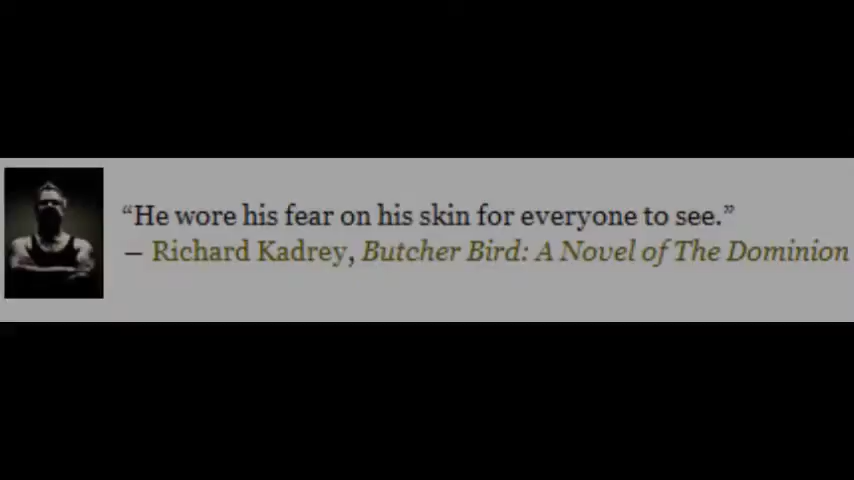 “He wore his fear on his skin for everyone to see.”
― Richard Kadrey, Butcher Bird: A Novel of The Dominion